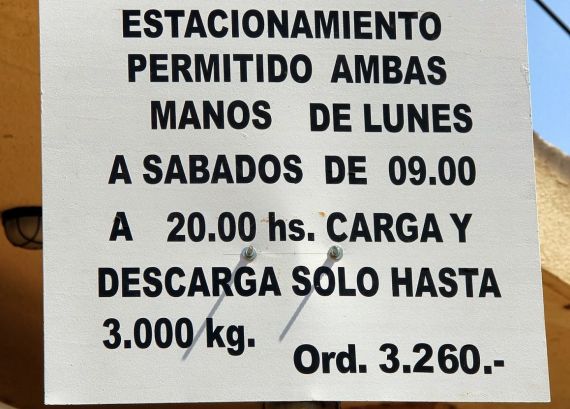 ESTACIONAMIENTO
PERMITIDO AMBAS
MANOS DE LUNES
A SABADOS DE 09.00
A 20.00 hs. CARGA Y
DESCARGA SOLO HASTA
3.000 kg.
Ord. 3.260.-